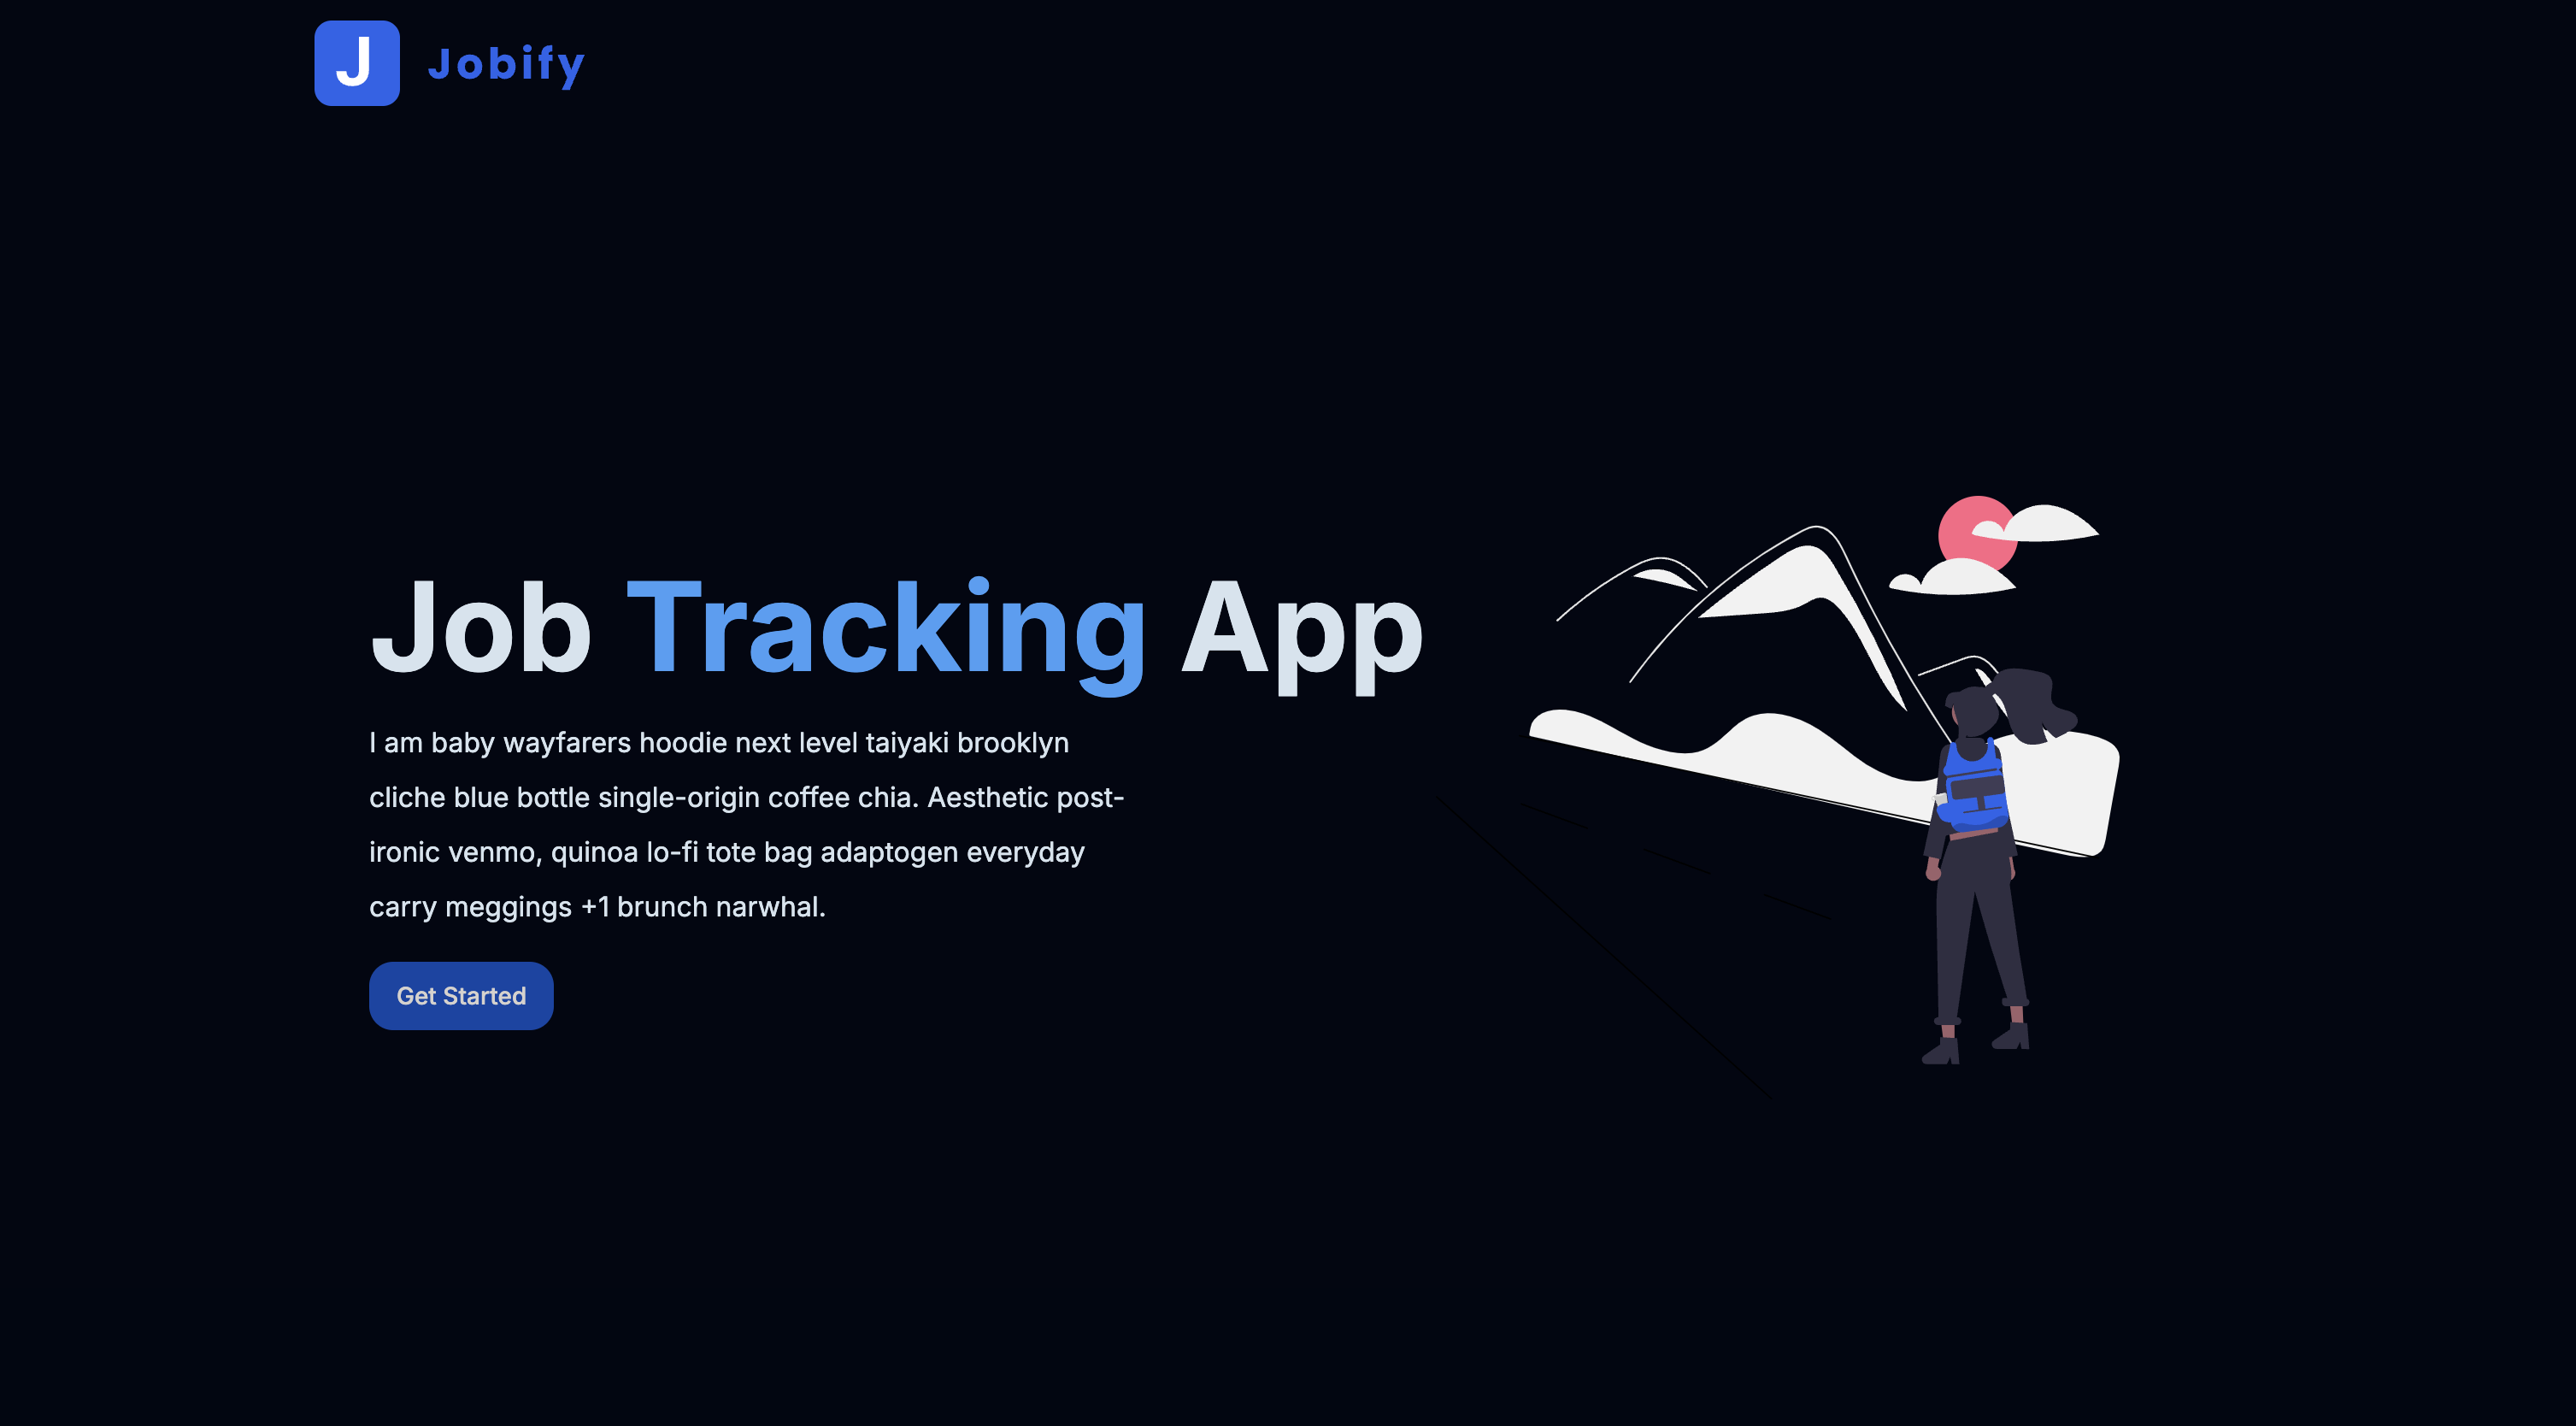 J
Jobify
Job Tracking App
I am baby wayfarers hoodie next level taiyaki brooklyn
cliche blue bottle single-origin coffee chia. Aesthetic post-
ironic venmo, quinoa lo-fi tote bag adaptogen everyday
carry meggings +1 brunch narwhal.
Get Started